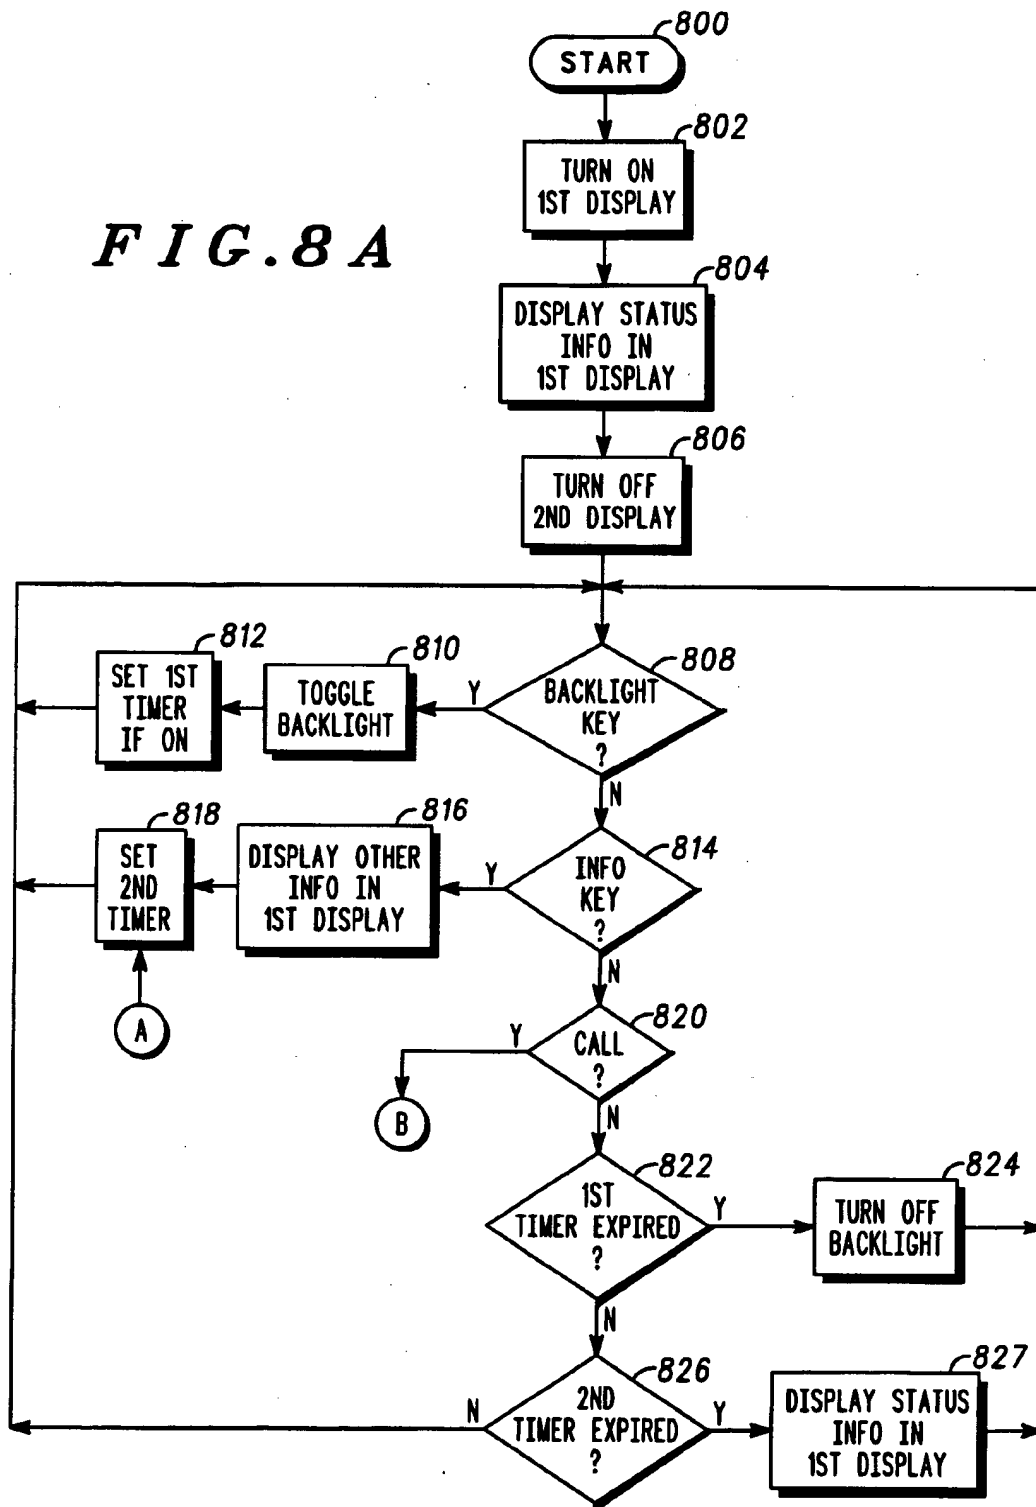 800
START
802
TURN ON
1ST DISPLAY
FIG.8A
804
DISPLAY STATUS
INFO IN
1ST DISPLAY
806
TURN OFF
2ND DISPLAY
812
SET 1ST
TIMER
IF ON
810
TOGGLE
BACKLIGHT
Y
808
BACKLIGHT
KEY
?
N
818
SET
2ND
TIMER
816
DISPLAY OTHER
INFO IN
1ST DISPLAY
Y
814
INFO
KEY
?
N
A
Y
820
CALL
?
B
N
822
1ST
TIMER EXPIRED
?
Y
824
TURN OFF
BACKLIGHT
N
N
826
2ND
TIMER EXPIRED
?
Y
827
DISPLAY STATUS
INFO IN
1ST DISPLAY